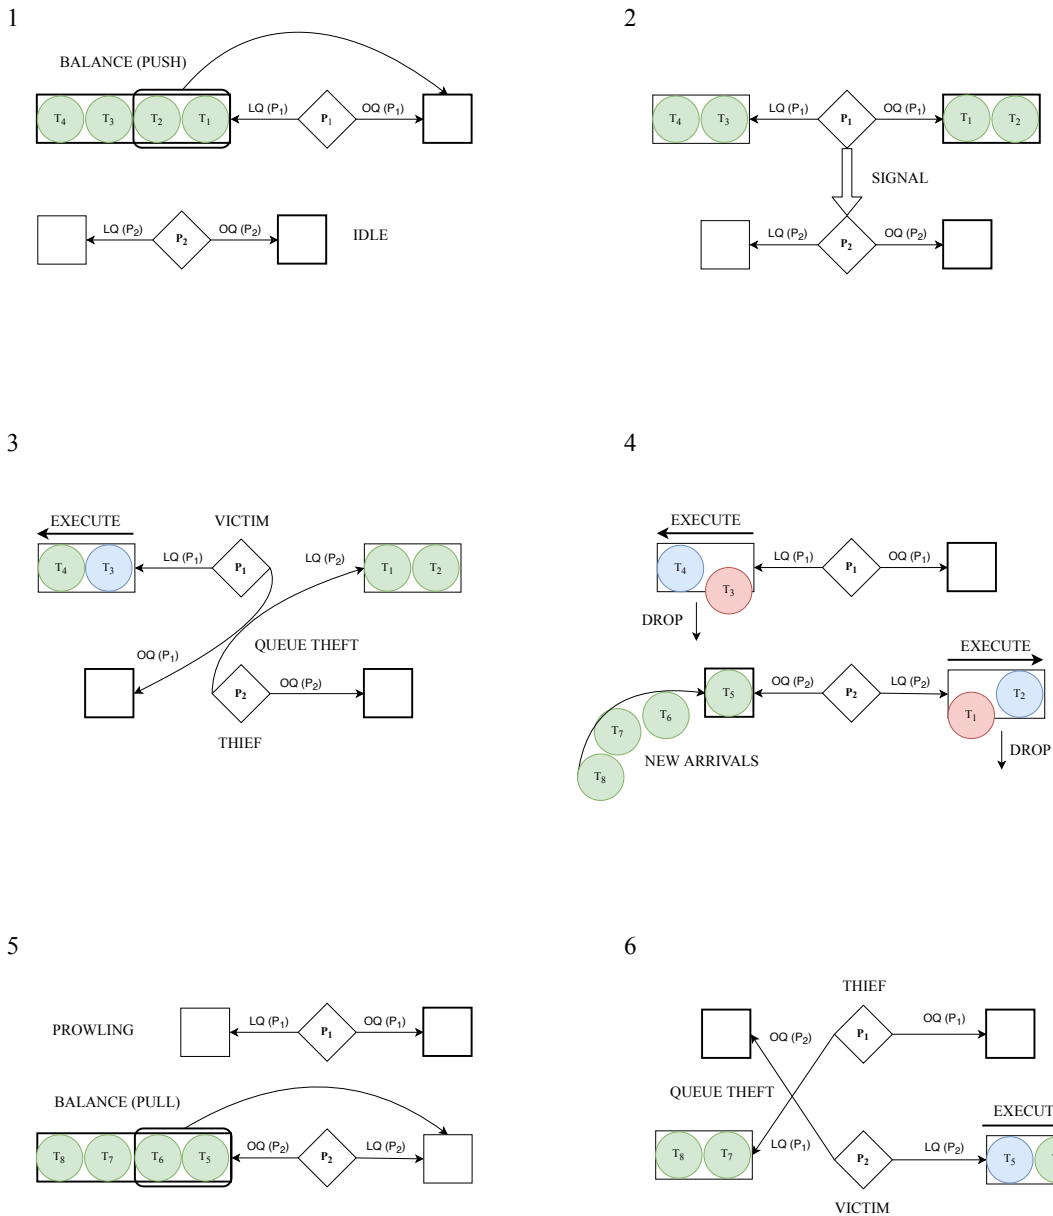 1
BALANCE (PUSH)
T4 T3 T2 T1 LQ (P1) P1 OQ (P1)
LQ (P2) P2 OQ (P2) IDLE
2
T4 T3 LQ (P1) P1 OQ (P1) T1 T2
SIGNAL
LQ (P2) P2 OQ (P2)
3
EXECUTE VICTIM
T4 T3 LQ (P1) P1 LQ (P2) T1 T2
QUEUE THEFT
OQ (P1) P2 OQ (P2)
THIEF
4
EXECUTE
T4 T3 LQ (P1) P1 OQ (P1)
DROP
EXECUTE
T5 OQ (P2) P2 LQ (P2) T1 T2
T6
T7
T8
NEW ARRIVALS
DROP
5
PROWLING LQ (P1) P1 OQ (P1)
BALANCE (PULL)
T8 T7 T6 T5 OQ (P2) P2 LQ (P2)
6
THIEF
OQ (P2) P1 OQ (P1)
QUEUE THEFT
EXECUT
T8 T7 LQ (P1) P2 LQ (P2) T5
VICTIM